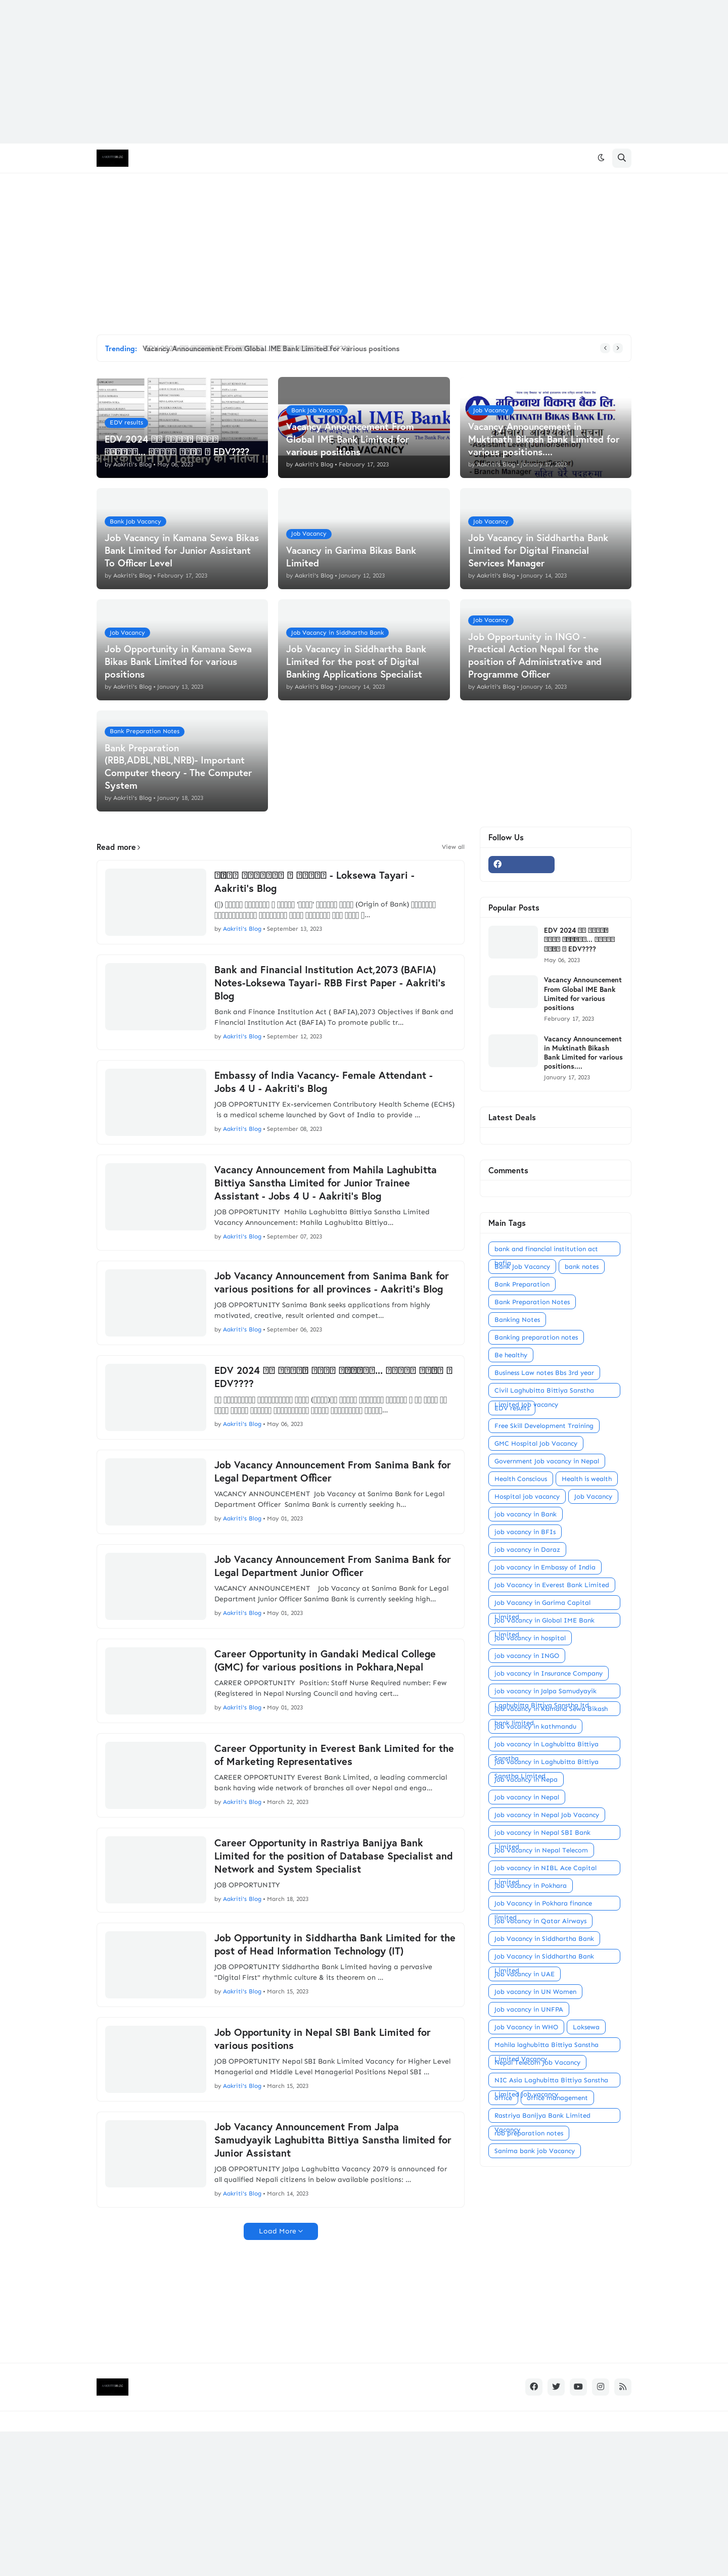 Trending: Vacancy Announcement From Global IME Bank Limited for various positions
EDV results
EDV 2024
EDV????
by Aakriti's Blog • May 06, 2023
Bank Job Vacancy
Vacancy Announcement From
Global IME Bank Limited for
various positions
by Aakriti's Blog • February 17, 2023
JOB VACANCY
मुक्तिनाथ विकास बैंक लि.
MUKTINATH BIKAS BANK LTD.
Job Vacancy
Vacancy Announcement in
Muktinath Bikash Bank Limited for
various positions....
by Aakriti's Blog • January 17, 2023
- Branch Manager
Bank Job Vacancy
Job Vacancy in Kamana Sewa Bikas
Bank Limited for Junior Assistant
To Officer Level
by Aakriti's Blog • February 17, 2023
Job Vacancy
Vacancy in Garima Bikas Bank
Limited
by Aakriti's Blog • January 12, 2023
Job Vacancy
Job Vacancy in Siddhartha Bank
Limited for Digital Financial
Services Manager
by Aakriti's Blog • January 14, 2023
Job Vacancy
Job Opportunity in Kamana Sewa
Bikas Bank Limited for various
positions
by Aakriti's Blog • January 13, 2023
Job Vacancy in Siddhartha Bank
Job Vacancy in Siddhartha Bank
Limited for the post of Digital
Banking Applications Specialist
by Aakriti's Blog • January 14, 2023
Job Vacancy
Job Opportunity in INGO -
Practical Action Nepal for the
position of Administrative and
Programme Officer
by Aakriti's Blog • January 16, 2023
Bank Preparation Notes
Bank Preparation
(RBB,ADBL,NBL,NRB)- Important
Computer theory - The Computer
System
by Aakriti's Blog • January 18, 2023
Read more
View all
- Loksewa Tayari -
Aakriti's Blog
(Origin of Bank)
by Aakriti's Blog • September 13, 2023
Bank and Financial Institution Act,2073 (BAFIA)
Notes-Loksewa Tayari- RBB First Paper - Aakriti's
Blog
Bank and Finance Institution Act ( BAFIA),2073 Objectives if Bank and
Financial Institution Act (BAFIA) To promote public tr...
by Aakriti's Blog • September 12, 2023
Embassy of India Vacancy- Female Attendant -
Jobs 4 U - Aakriti's Blog
JOB OPPORTUNITY Ex-servicemen Contributory Health Scheme (ECHS)
is a medical scheme launched by Govt of India to provide ...
by Aakriti's Blog • September 08, 2023
Vacancy Announcement from Mahila Laghubitta
Bittiya Sanstha Limited for Junior Trainee
Assistant - Jobs 4 U - Aakriti's Blog
JOB OPPORTUNITY Mahila Laghubittiya Bittiya Sanstha Limited
Vacancy Announcement: Mahila Laghubitta Bittiya...
by Aakriti's Blog • September 07, 2023
Job Vacancy Announcement from Sanima Bank for
various positions for all provinces - Aakriti's Blog
JOB OPPORTUNITY Sanima Bank seeks applications from highly
motivated, creative, result oriented and compet...
by Aakriti's Blog • September 06, 2023
EDV 2024
EDV????
by Aakriti's Blog • May 06, 2023
Job Vacancy Announcement From Sanima Bank for
Legal Department Officer
VACANCY ANNOUNCEMENT Job Vacancy at Sanima Bank for Legal
Department Officer Sanima Bank is currently seeking h...
by Aakriti's Blog • May 01, 2023
Job Vacancy Announcement From Sanima Bank for
Legal Department Junior Officer
VACANCY ANNOUNCEMENT Job Vacancy at Sanima Bank for Legal
Department Junior Officer Sanima Bank is currently seeking high...
by Aakriti's Blog • May 01, 2023
Career Opportunity in Gandaki Medical College
(GMC) for various positions in Pokhara,Nepal
CARRER OPPORTUNITY Position: Staff Nurse Required number: Few
(Registered in Nepal Nursing Council and having cert...
by Aakriti's Blog • May 01, 2023
Career Opportunity in Everest Bank Limited for the
of Marketing Representatives
CAREER OPPORTUNITY Everest Bank Limited, a leading commercial
bank having wide network of branches all over Nepal and enga...
by Aakriti's Blog • March 22, 2023
Career Opportunity in Rastriya Banijya Bank
Limited for the position of Database Specialist and
Network and System Specialist
JOB OPPORTUNITY
by Aakriti's Blog • March 18, 2023
Job Opportunity in Siddhartha Bank Limited for the
post of Head Information Technology (IT)
JOB OPPORTUNITY Siddhartha Bank Limited having a pervasive
"Digital First" rhythmic culture & its theorem on ...
by Aakriti's Blog • March 15, 2023
Job Opportunity in Nepal SBI Bank Limited for
various positions
JOB OPPORTUNITY Nepal SBI Bank Limited Vacancy for Higher Level
Managerial and Middle Level Managerial Positions Nepal SBI ...
by Aakriti's Blog • March 15, 2023
Job Vacancy Announcement From Jalpa
Samudyayik Laghubitta Bittiya Sanstha limited for
Junior Assistant
JOB OPPORTUNITY Jalpa Laghubitta Vacancy 2079 is announced for
all qualified Nepali citizens in below available positions: ...
by Aakriti's Blog • March 14, 2023
Load More
Follow Us
Popular Posts
EDV 2024
EDV????
May 06, 2023
Vacancy Announcement
From Global IME Bank
Limited for various
positions
February 17, 2023
Vacancy Announcement
in Muktinath Bikash
Bank Limited for various
positions....
January 17, 2023
Latest Deals
Comments
Main Tags
bank and financial institution act
bafia
Bank Job Vacancy
bank notes
Bank Preparation
Bank Preparation Notes
Banking Notes
Banking preparation notes
Be healthy
Business Law notes Bbs 3rd year
Civil Laghubitta Bittiya Sanstha
Limited job vacancy
EDV results
Free Skill Development Training
GMC Hospital Job Vacancy
Government job vacancy in Nepal
Health Conscious
Health is wealth
Hospital job vacancy
Job Vacancy
job vacancy in Bank
job vacancy in BFIs
job vacancy in Daraz
job vacancy in Embassy of India
Job Vacancy in Everest Bank Limited
Job Vacancy in Garima Capital
Limited
Job Vacancy in Global IME Bank
Limited
job vacancy in hospital
job vacancy in INGO
job vacancy in Insurance Company
job vacancy in Jalpa Samudyayik
Laghubitta Bittiya Sanstha ltd
job vacancy in Kamana Sewa Bikash
bank limited
job vacancy in kathmandu
Job vacancy in Laghubitta Bittiya
Sanstha
Job Vacancy in Laghubitta Bittiya
Sanstha Limited
job vacancy in Nepa
job vacancy in Nepal
job vacancy in Nepal Job Vacancy
job vacancy in Nepal SBI Bank
Limited
Job Vacancy in Nepal Telecom
job vacancy in NIBL Ace Capital
Limited
job vacancy in Pokhara
Job Vacancy in Pokhara finance
limited
job vacancy in Qatar Airways
Job Vacancy in Siddhartha Bank
Job Vacancy in Siddhartha Bank
Limited
job vacancy in UAE
job vacancy in UN Women
job vacancy in UNFPA
Job Vacancy in WHO
Loksewa
Mahila laghubitta Bittiya Sanstha
Limited Vacancy
Nepal Telecom Job Vacancy
NIC Asia Laghubitta Bittiya Sanstha
Limited job vacancy
office
office management
Rastriya Banijya Bank Limited
Vacancy
rbb preparation notes
Sanima bank job Vacancy